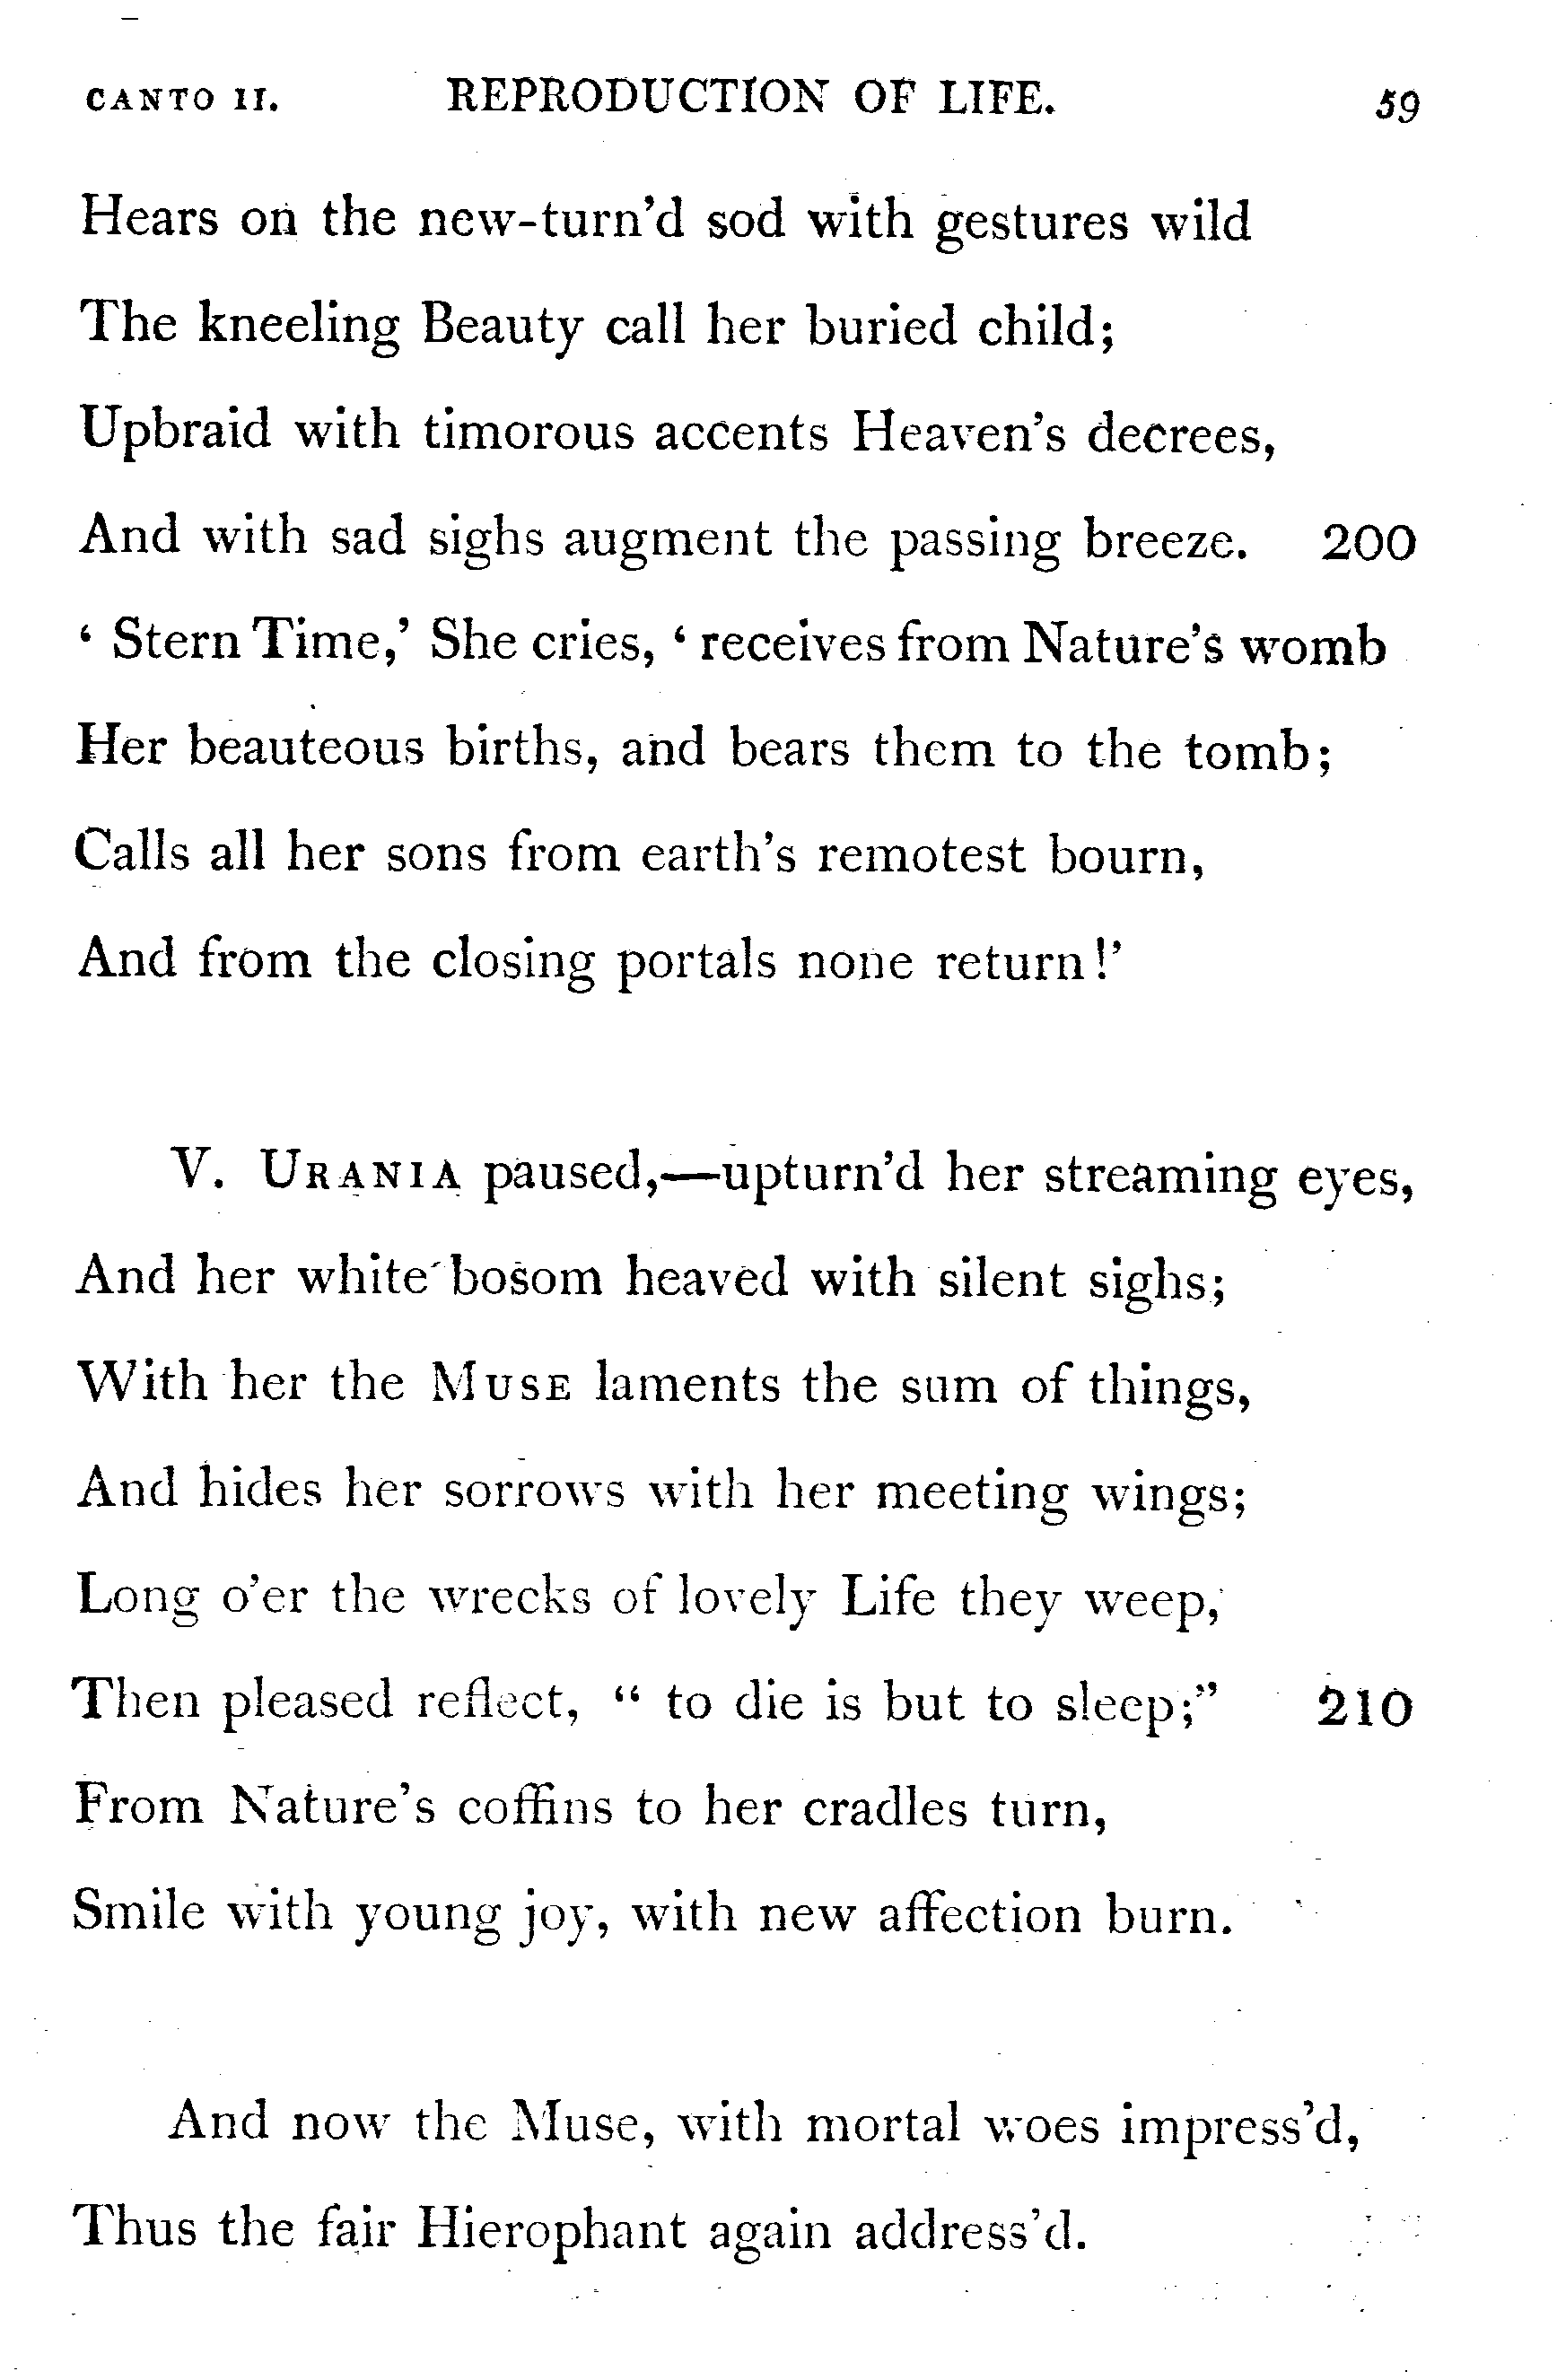 CANTO II. REPRODUCTION OF LIFE. 59
Hears on the new-turn'd sod with gestures wild
The kneeling Beauty call her buried child;
Upbraid with timorous accents Heaven's decrees,
And with sad sighs augment the passing breeze. 200
‘ Stern Time,’ She cries, ‘ receives from Nature's womb
Her beauteous births, and bears them to the tomb;
Calls all her sons from earth's remotest bourn,
And from the closing portals none return!’
V. URANIA paused,—upturn'd her streaming eyes,
And her white bosom heaved with silent sighs;
With her the MUSE laments the sum of things,
And hides her sorrows with her meeting wings;
Long o'er the wrecks of lovely Life they weep,
Then pleased reflect, “ to die is but to sleep;” 210
From Nature's coffins to her cradles turn,
Smile with young joy, with new affection burn.
And now the Muse, with mortal woes impress'd,
Thus the fair Hierophant again address'd.